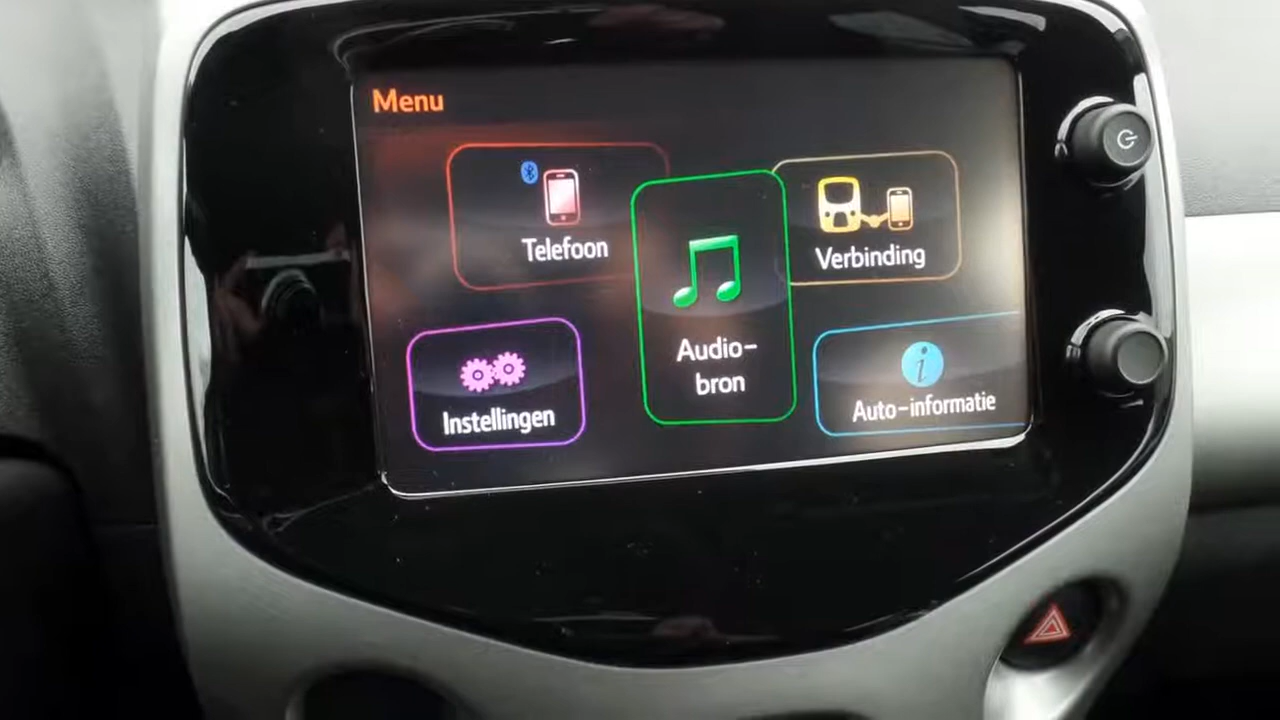 Menu
Telefoon
Verbinding
Audio-
bron
Instellingen
Auto-informatie